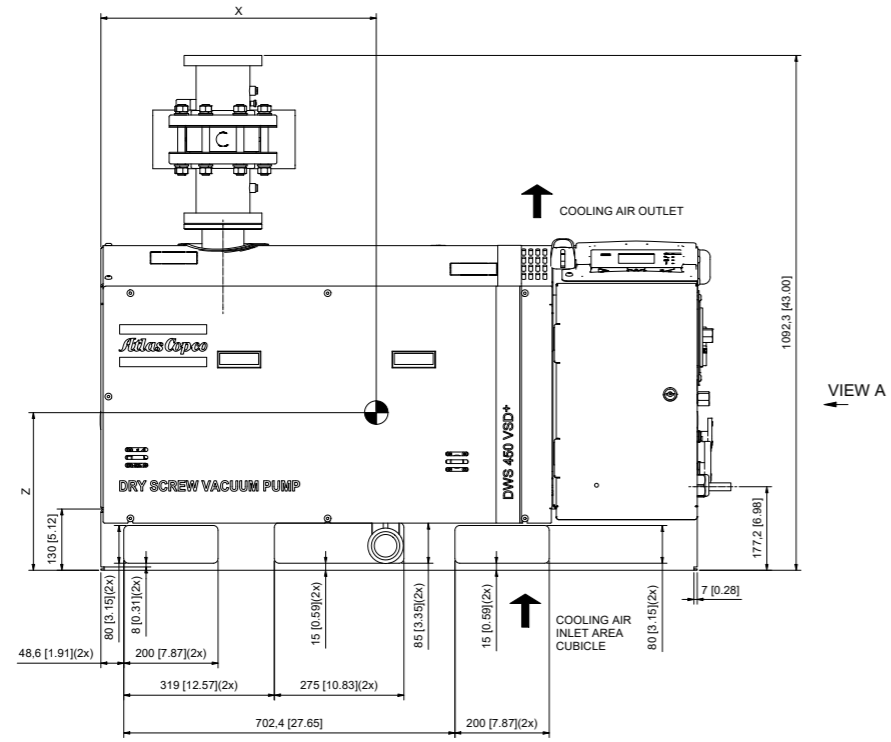 X
C
COOLING AIR OUTLET
1092,3 [43.00]
Atlas Copco
VIEW A
DWS 450 VSD+
Z
DRY SCREW VACUUM PUMP
130 [5.12]
177,2 [6.98]
80 [3.15](2x)
8 [0.31](2x)
15 [0.59](2x)
85 [3.35](2x)
15 [0.59](2x)
80 [3.15](2x)
7 [0.28]
COOLING AIR
INLET AREA
CUBICLE
48,6 [1.91](2x)
200 [7.87](2x)
319 [12.57](2x)
275 [10.83](2x)
702,4 [27.65]
200 [7.87](2x)